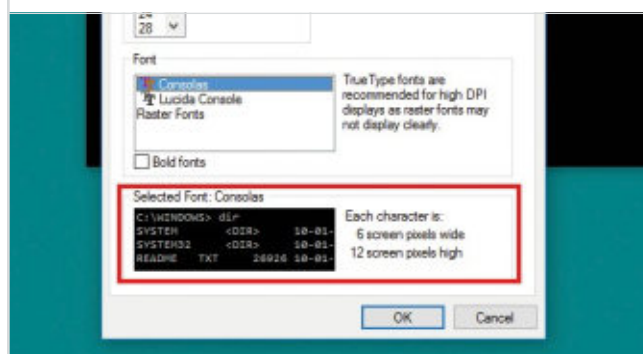 24
28
Font
Consolas
Lucida Console
Raster Fonts
TrueType fonts are
recommended for high DPI
displays as raster fonts may
not display clearly.
Bold fonts
Selected Font: Consolas
C:\WINDOWS> dir
SYSTEM <DIR> 10-01-
SYSTEM32 <DIR> 10-01-
README TXT 26926 10-01-
Each character is:
6 screen pixels wide
12 screen pixels high
OK Cancel